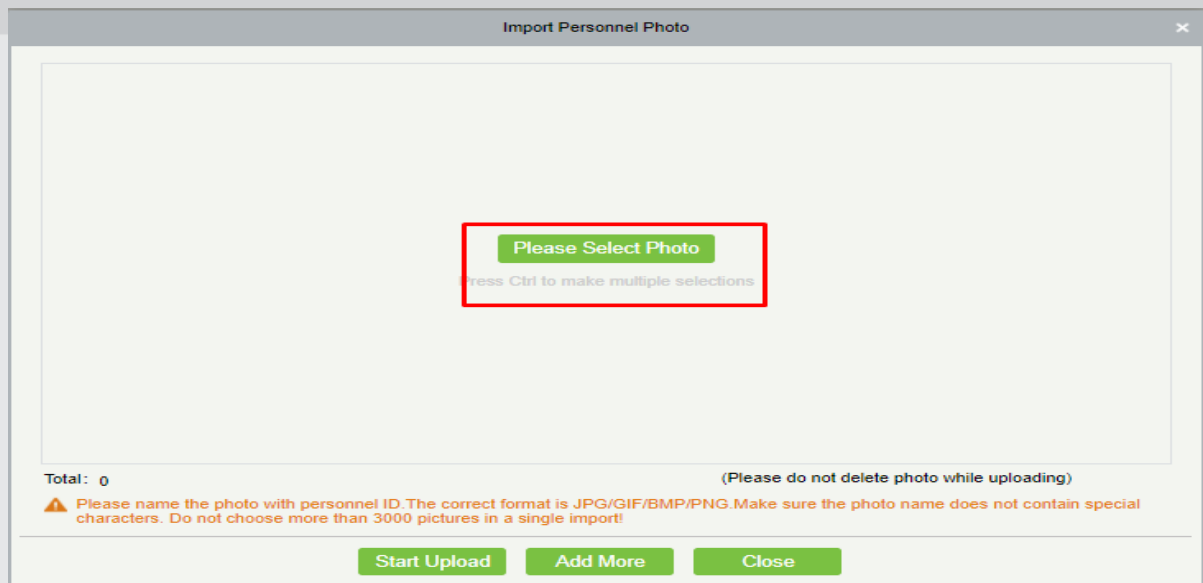 Import Personnel Photo
Please Select Photo
Press Ctrl to make multiple selections
Total: 0
(Please do not delete photo while uploading)
Please name the photo with personnel ID.The correct format is JPG/GIF/BMP/PNG.Make sure the photo name does not contain special
characters. Do not choose more than 3000 pictures in a single import!
Start Upload
Add More
Close